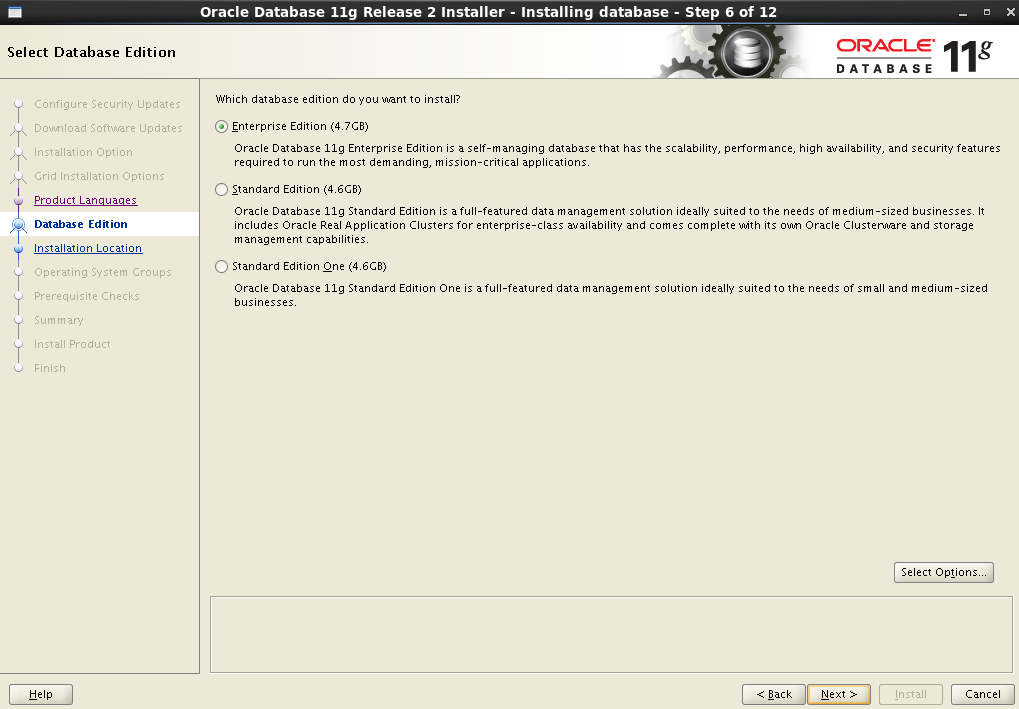 Oracle Database 11g Release 2 Installer - Installing database - Step 6 of 12
Select Database Edition
ORACLE
DATABASE
11g
Configure Security Updates
Download Software Updates
Installation Option
Grid Installation Options
Product Languages
Database Edition
Installation Location
Operating System Groups
Prerequisite Checks
Summary
Install Product
Finish
Which database edition do you want to install?
Enterprise Edition (4.7GB)
Oracle Database 11g Enterprise Edition is a self-managing database that has the scalability, performance, high availability, and security features
required to run the most demanding, mission-critical applications.
Standard Edition (4.6GB)
Oracle Database 11g Standard Edition is a full-featured data management solution ideally suited to the needs of medium-sized businesses. It
includes Oracle Real Application Clusters for enterprise-class availability and comes complete with its own Oracle Clusterware and storage
management capabilities.
Standard Edition One (4.6GB)
Oracle Database 11g Standard Edition One is a full-featured data management solution ideally suited to the needs of small and medium-sized
businesses.
Select Options...
Help
< Back
Next >
Install
Cancel